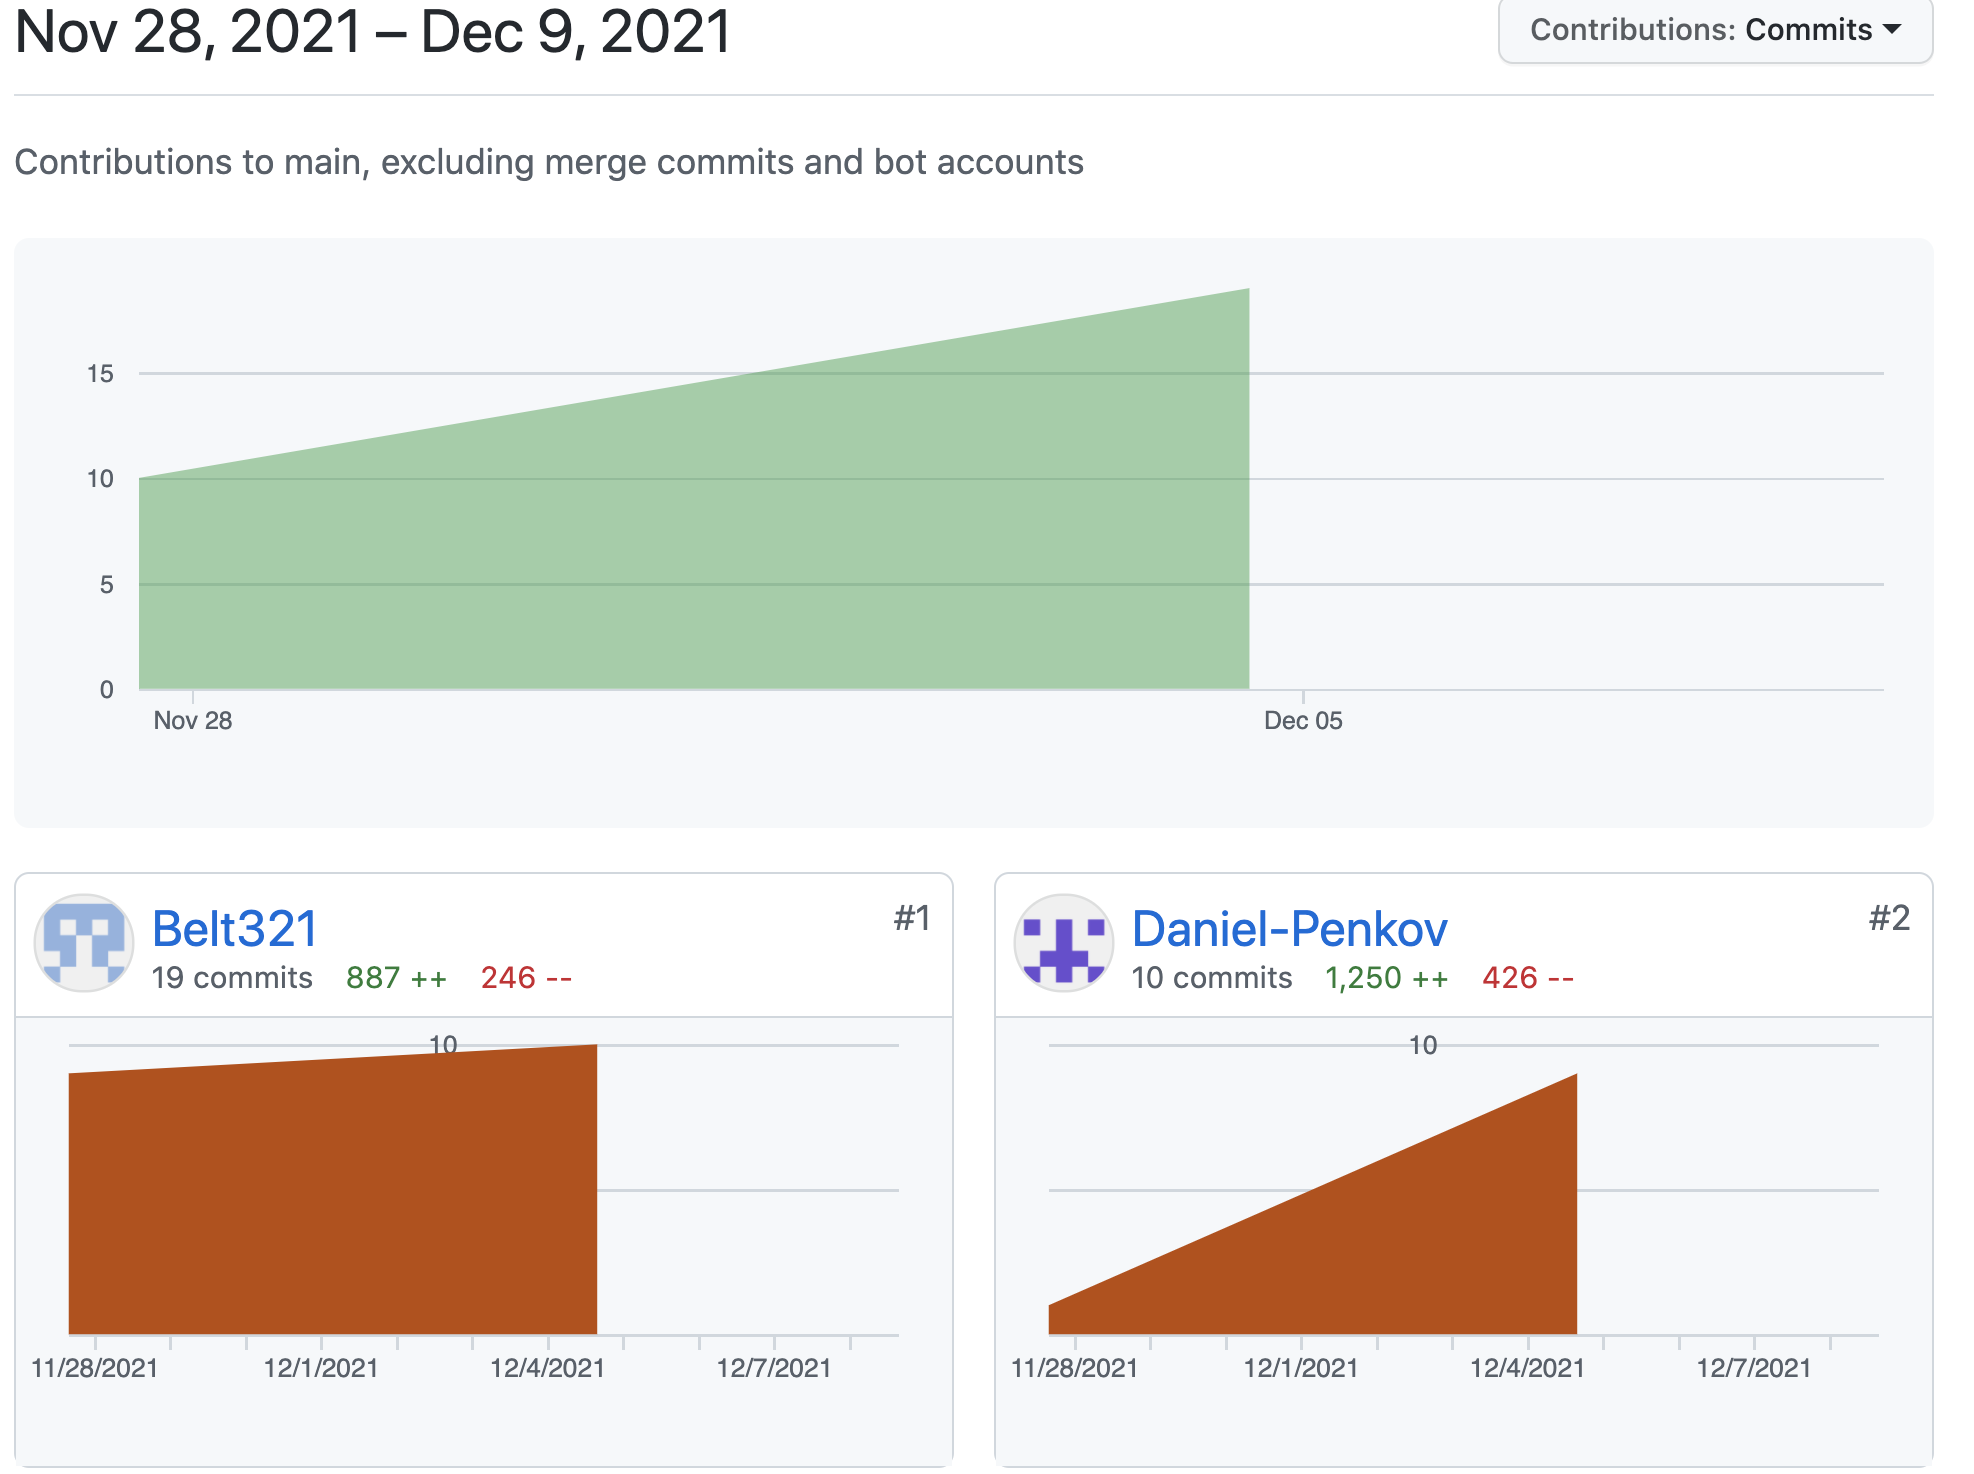 Nov 28, 2021 – Dec 9, 2021
Contributions: Commits
Contributions to main, excluding merge commits and bot accounts
15
10
5
0
Nov 28
Dec 05
Belt321
#1
19 commits 887 ++ 246 --
10
11/28/2021 12/1/2021 12/4/2021 12/7/2021
Daniel-Penkov
#2
10 commits 1,250 ++ 426 --
10
11/28/2021 12/1/2021 12/4/2021 12/7/2021